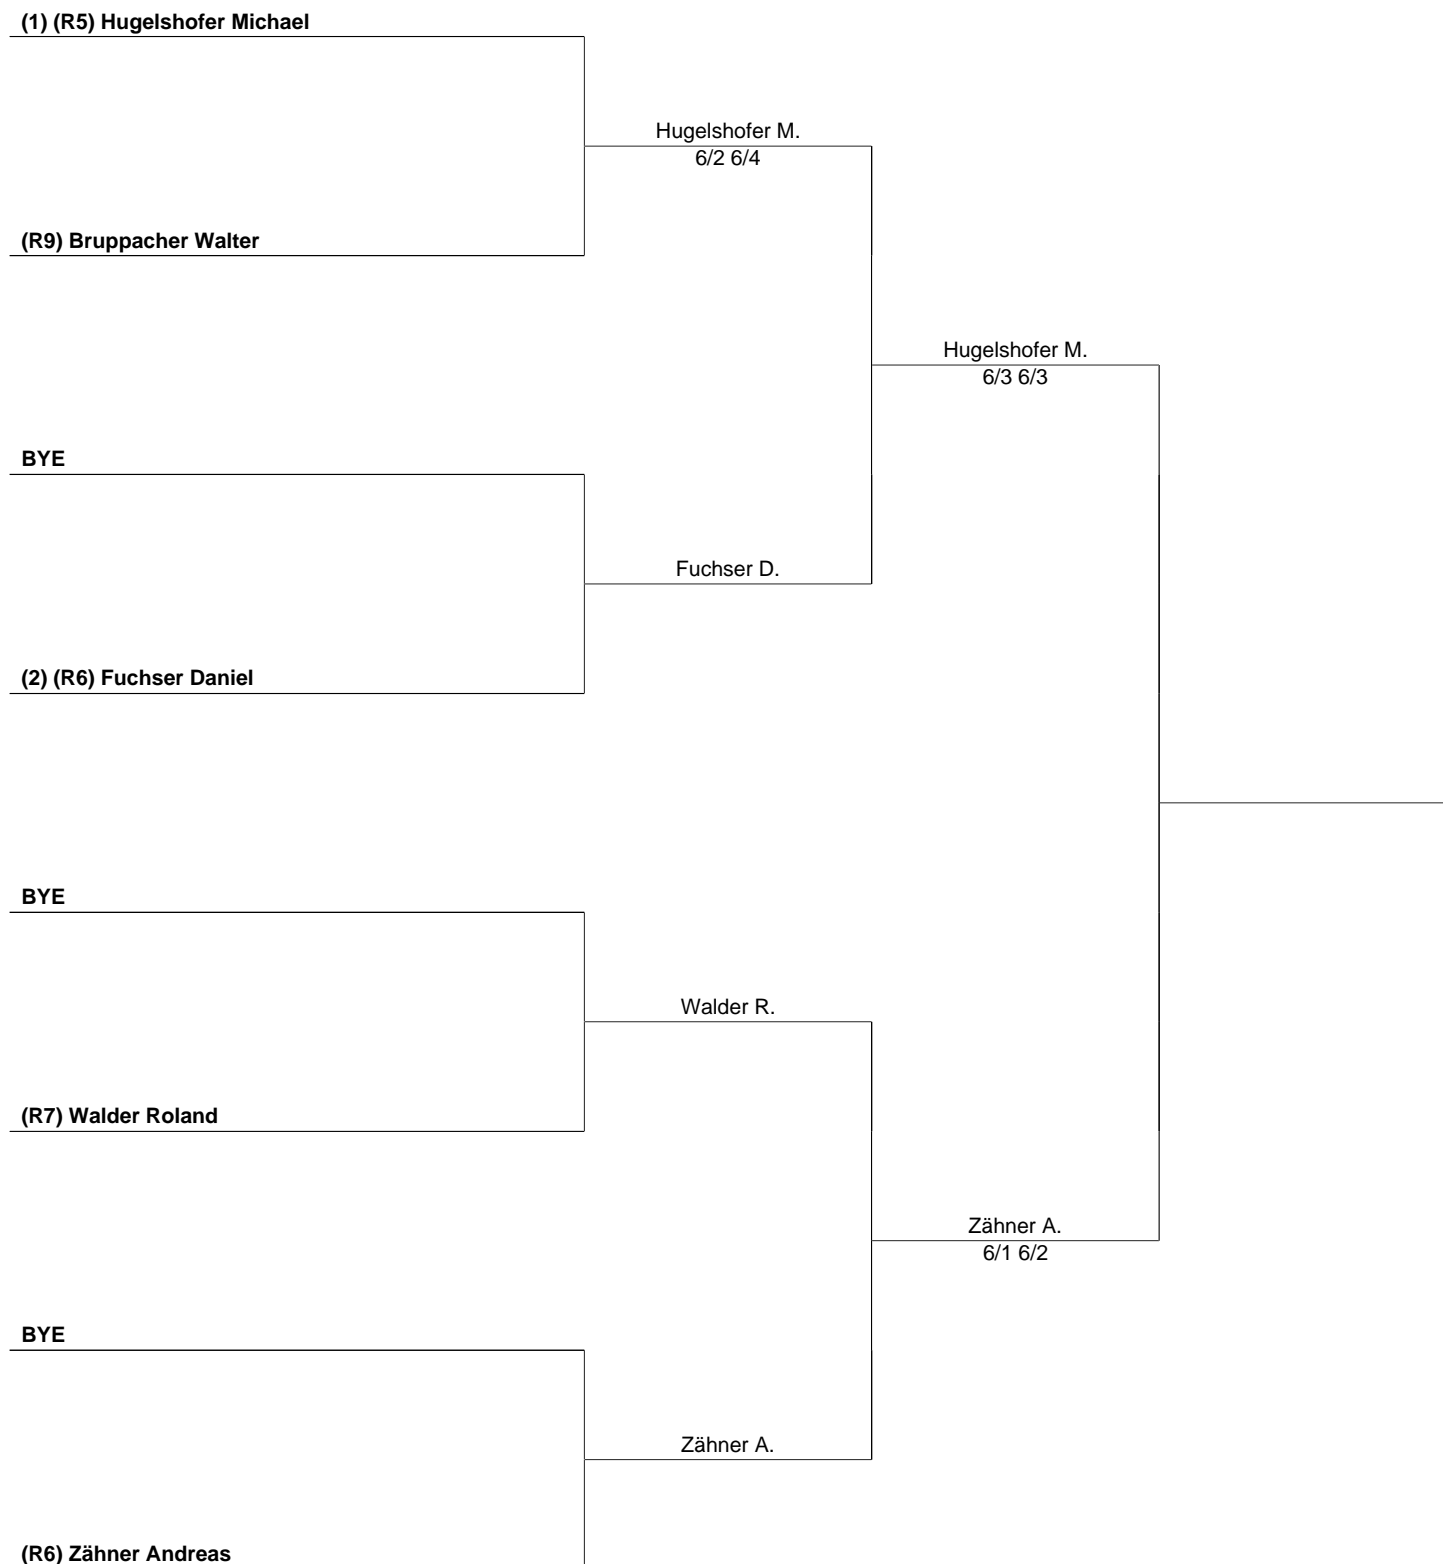 (1) (R5) Hugelshofer Michael
Hugelshofer M.
6/2 6/4
(R9) Bruppacher Walter
Hugelshofer M.
6/3 6/3
BYE
Fuchser D.
(2) (R6) Fuchser Daniel
BYE
Walder R.
(R7) Walder Roland
Zähner A.
6/1 6/2
BYE
Zähner A.
(R6) Zähner Andreas